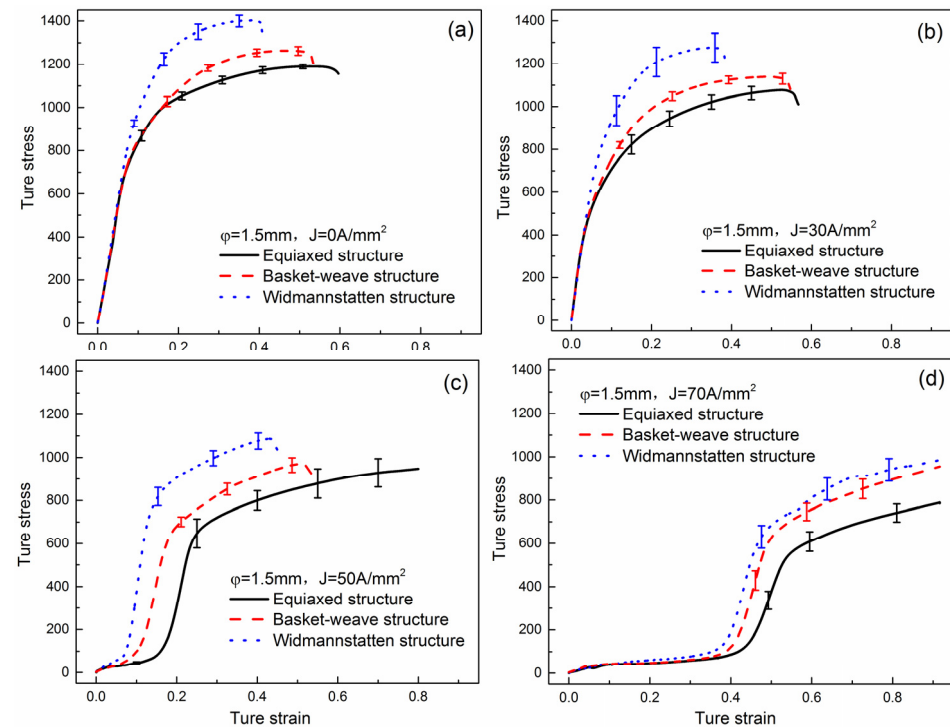 (a)
1400
1200
1000
800
600
400
200
0
Ture stress
φ=1.5mm, J=0A/mm²
Equiaxed structure
Basket-weave structure
Widmannstatten structure
0.0 0.2 0.4 0.6 0.8
(b)
1400
1200
1000
800
600
400
200
0
Ture stress
φ=1.5mm, J=30A/mm²
Equiaxed structure
Basket-weave structure
Widmannstatten structure
0.0 0.2 0.4 0.6 0.8
(c)
1400
1200
1000
800
600
400
200
0
Ture stress
φ=1.5mm, J=50A/mm²
Equiaxed structure
Basket-weave structure
Widmannstatten structure
0.0 0.2 0.4 0.6 0.8
Ture strain
(d)
1400
1200
1000
800
600
400
200
0
Ture stress
φ=1.5mm, J=70A/mm²
Equiaxed structure
Basket-weave structure
Widmannstatten structure
0.0 0.2 0.4 0.6 0.8
Ture strain